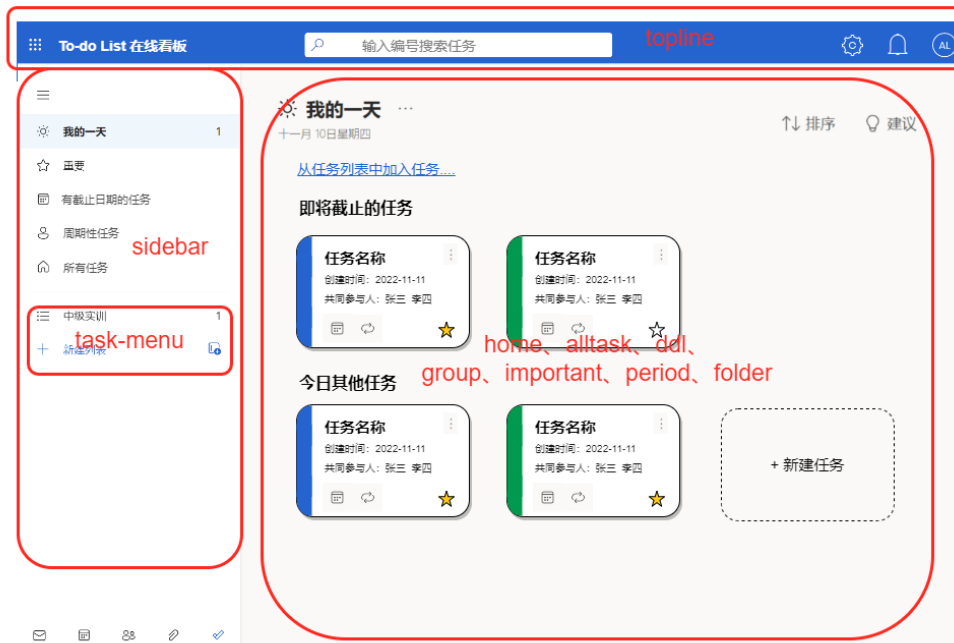 To-do List 在线看板
输入编号搜索任务
topline
AL
我的一天 1
重要
有截止日期的任务
周期性任务
sidebar
所有任务
中级实训 1
task-menu
新建列表
我的一天 ...
十一月 10日星期四
排序
建议
从任务列表中加入任务....
即将截止的任务
任务名称
创建时间：2022-11-11
共同参与人：张三 李四
任务名称
创建时间：2022-11-11
共同参与人：张三 李四
home、alltask、ddl、
group、important、period、folder
今日其他任务
任务名称
创建时间：2022-11-11
共同参与人：张三 李四
任务名称
创建时间：2022-11-11
共同参与人：张三 李四
+ 新建任务